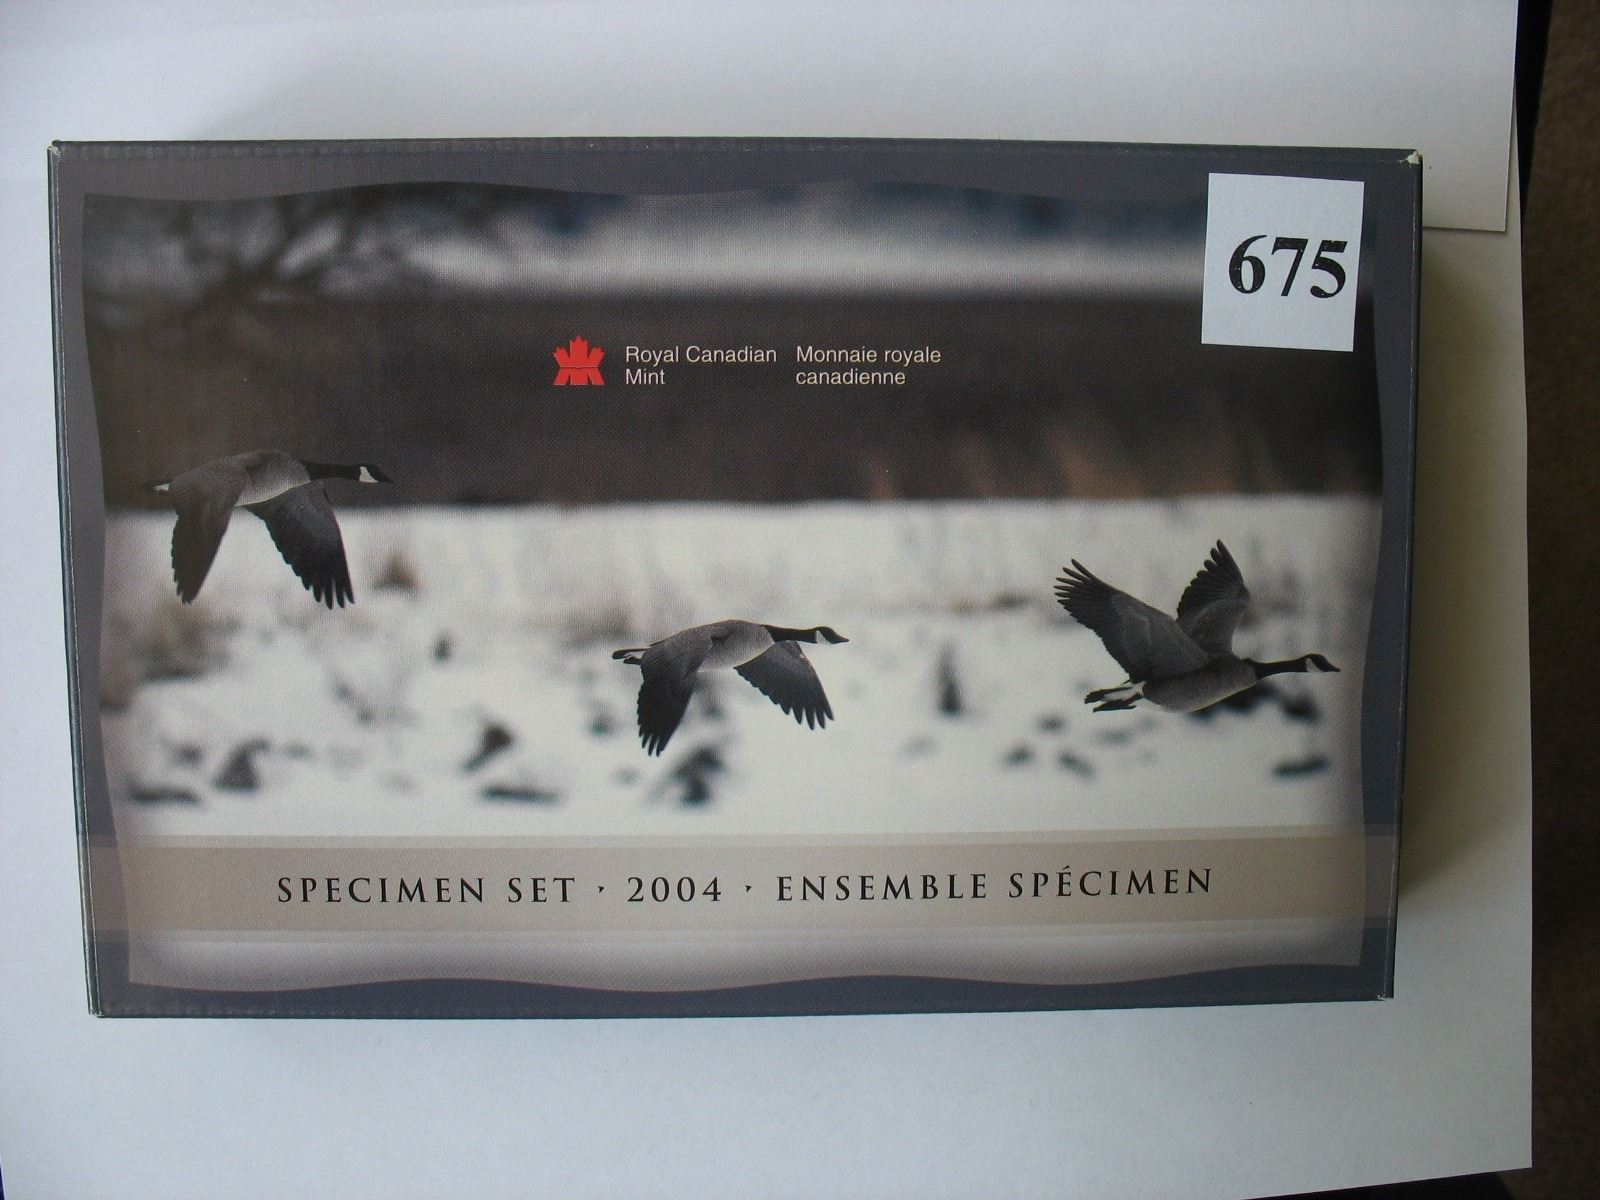 675
Royal Canadian Mint
Monnaie royale canadienne
SPECIMEN SET · 2004 · ENSEMBLE SPÉCIMEN